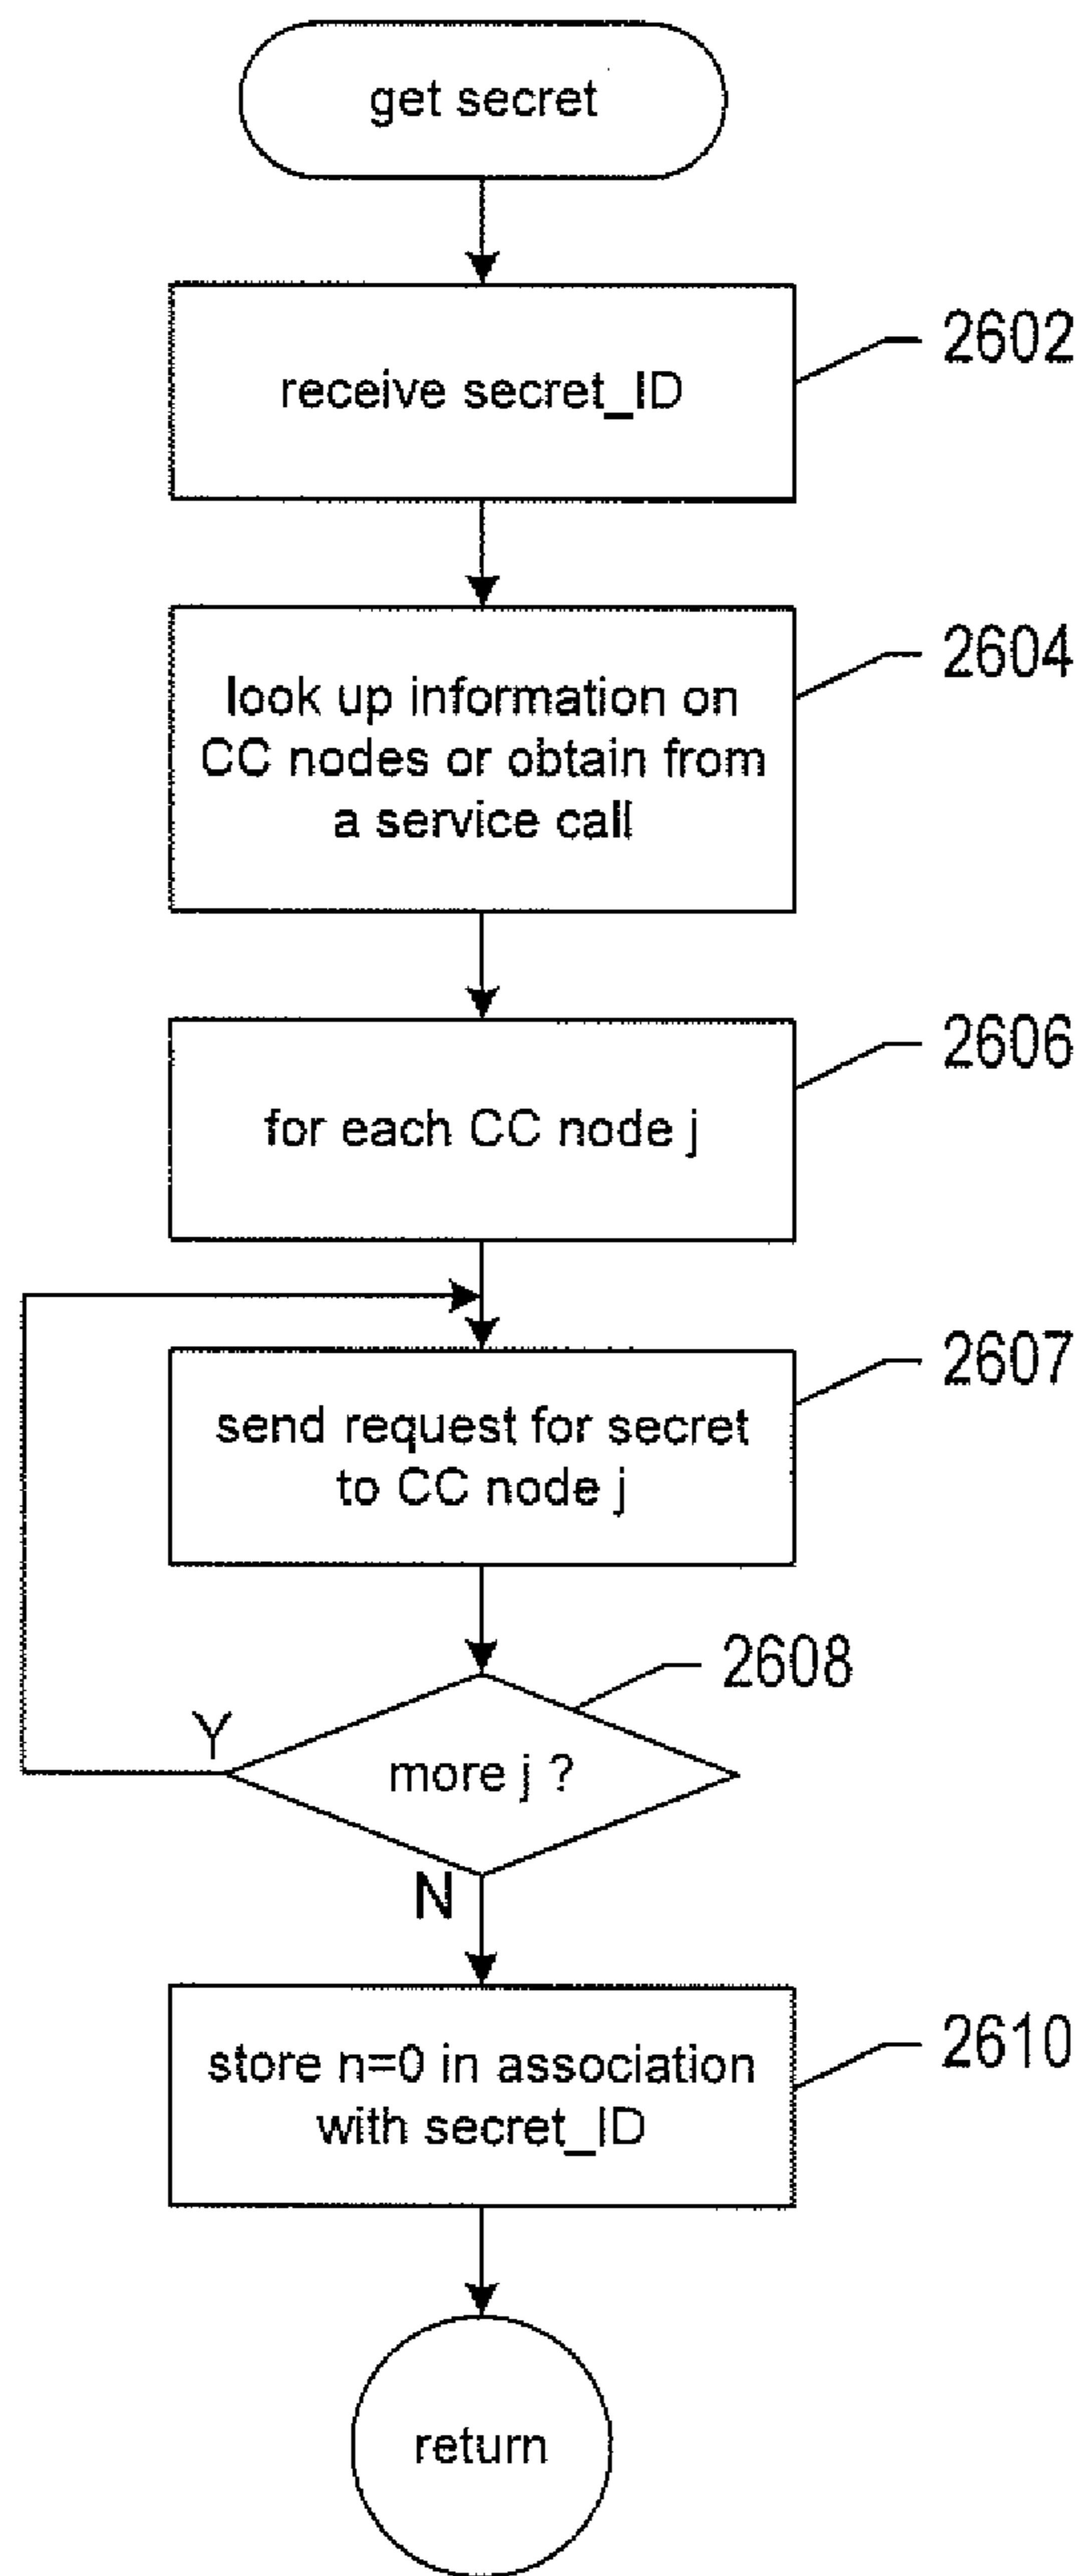 get secret
receive secret_ID
2602
look up information on
CC nodes or obtain from
a service call
2604
for each CC node j
2606
send request for secret
to CC node j
2607
more j ?
2608
Y
N
store n=0 in association
with secret_ID
2610
return